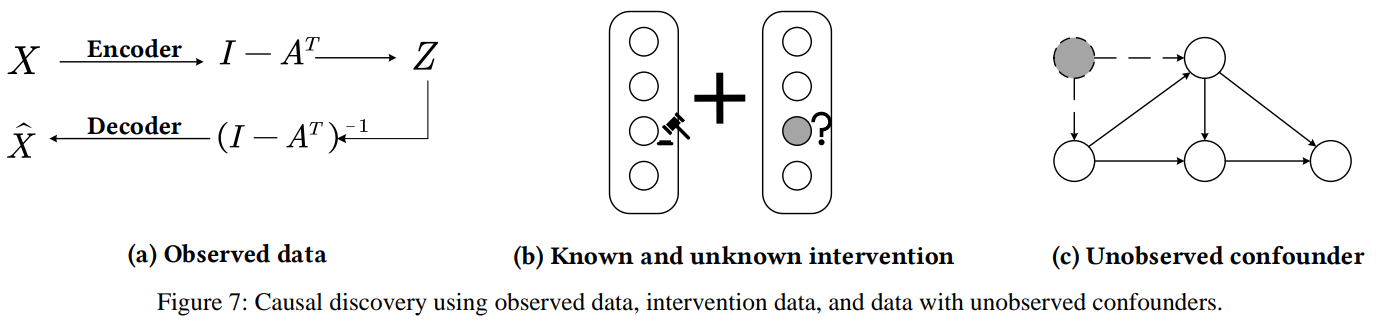 X Encoder I − A^T Z
X̂ Decoder (I − A^T)^−1
+ ?
(a) Observed data
(b) Known and unknown intervention
(c) Unobserved confounder
Figure 7: Causal discovery using observed data, intervention data, and data with unobserved confounders.